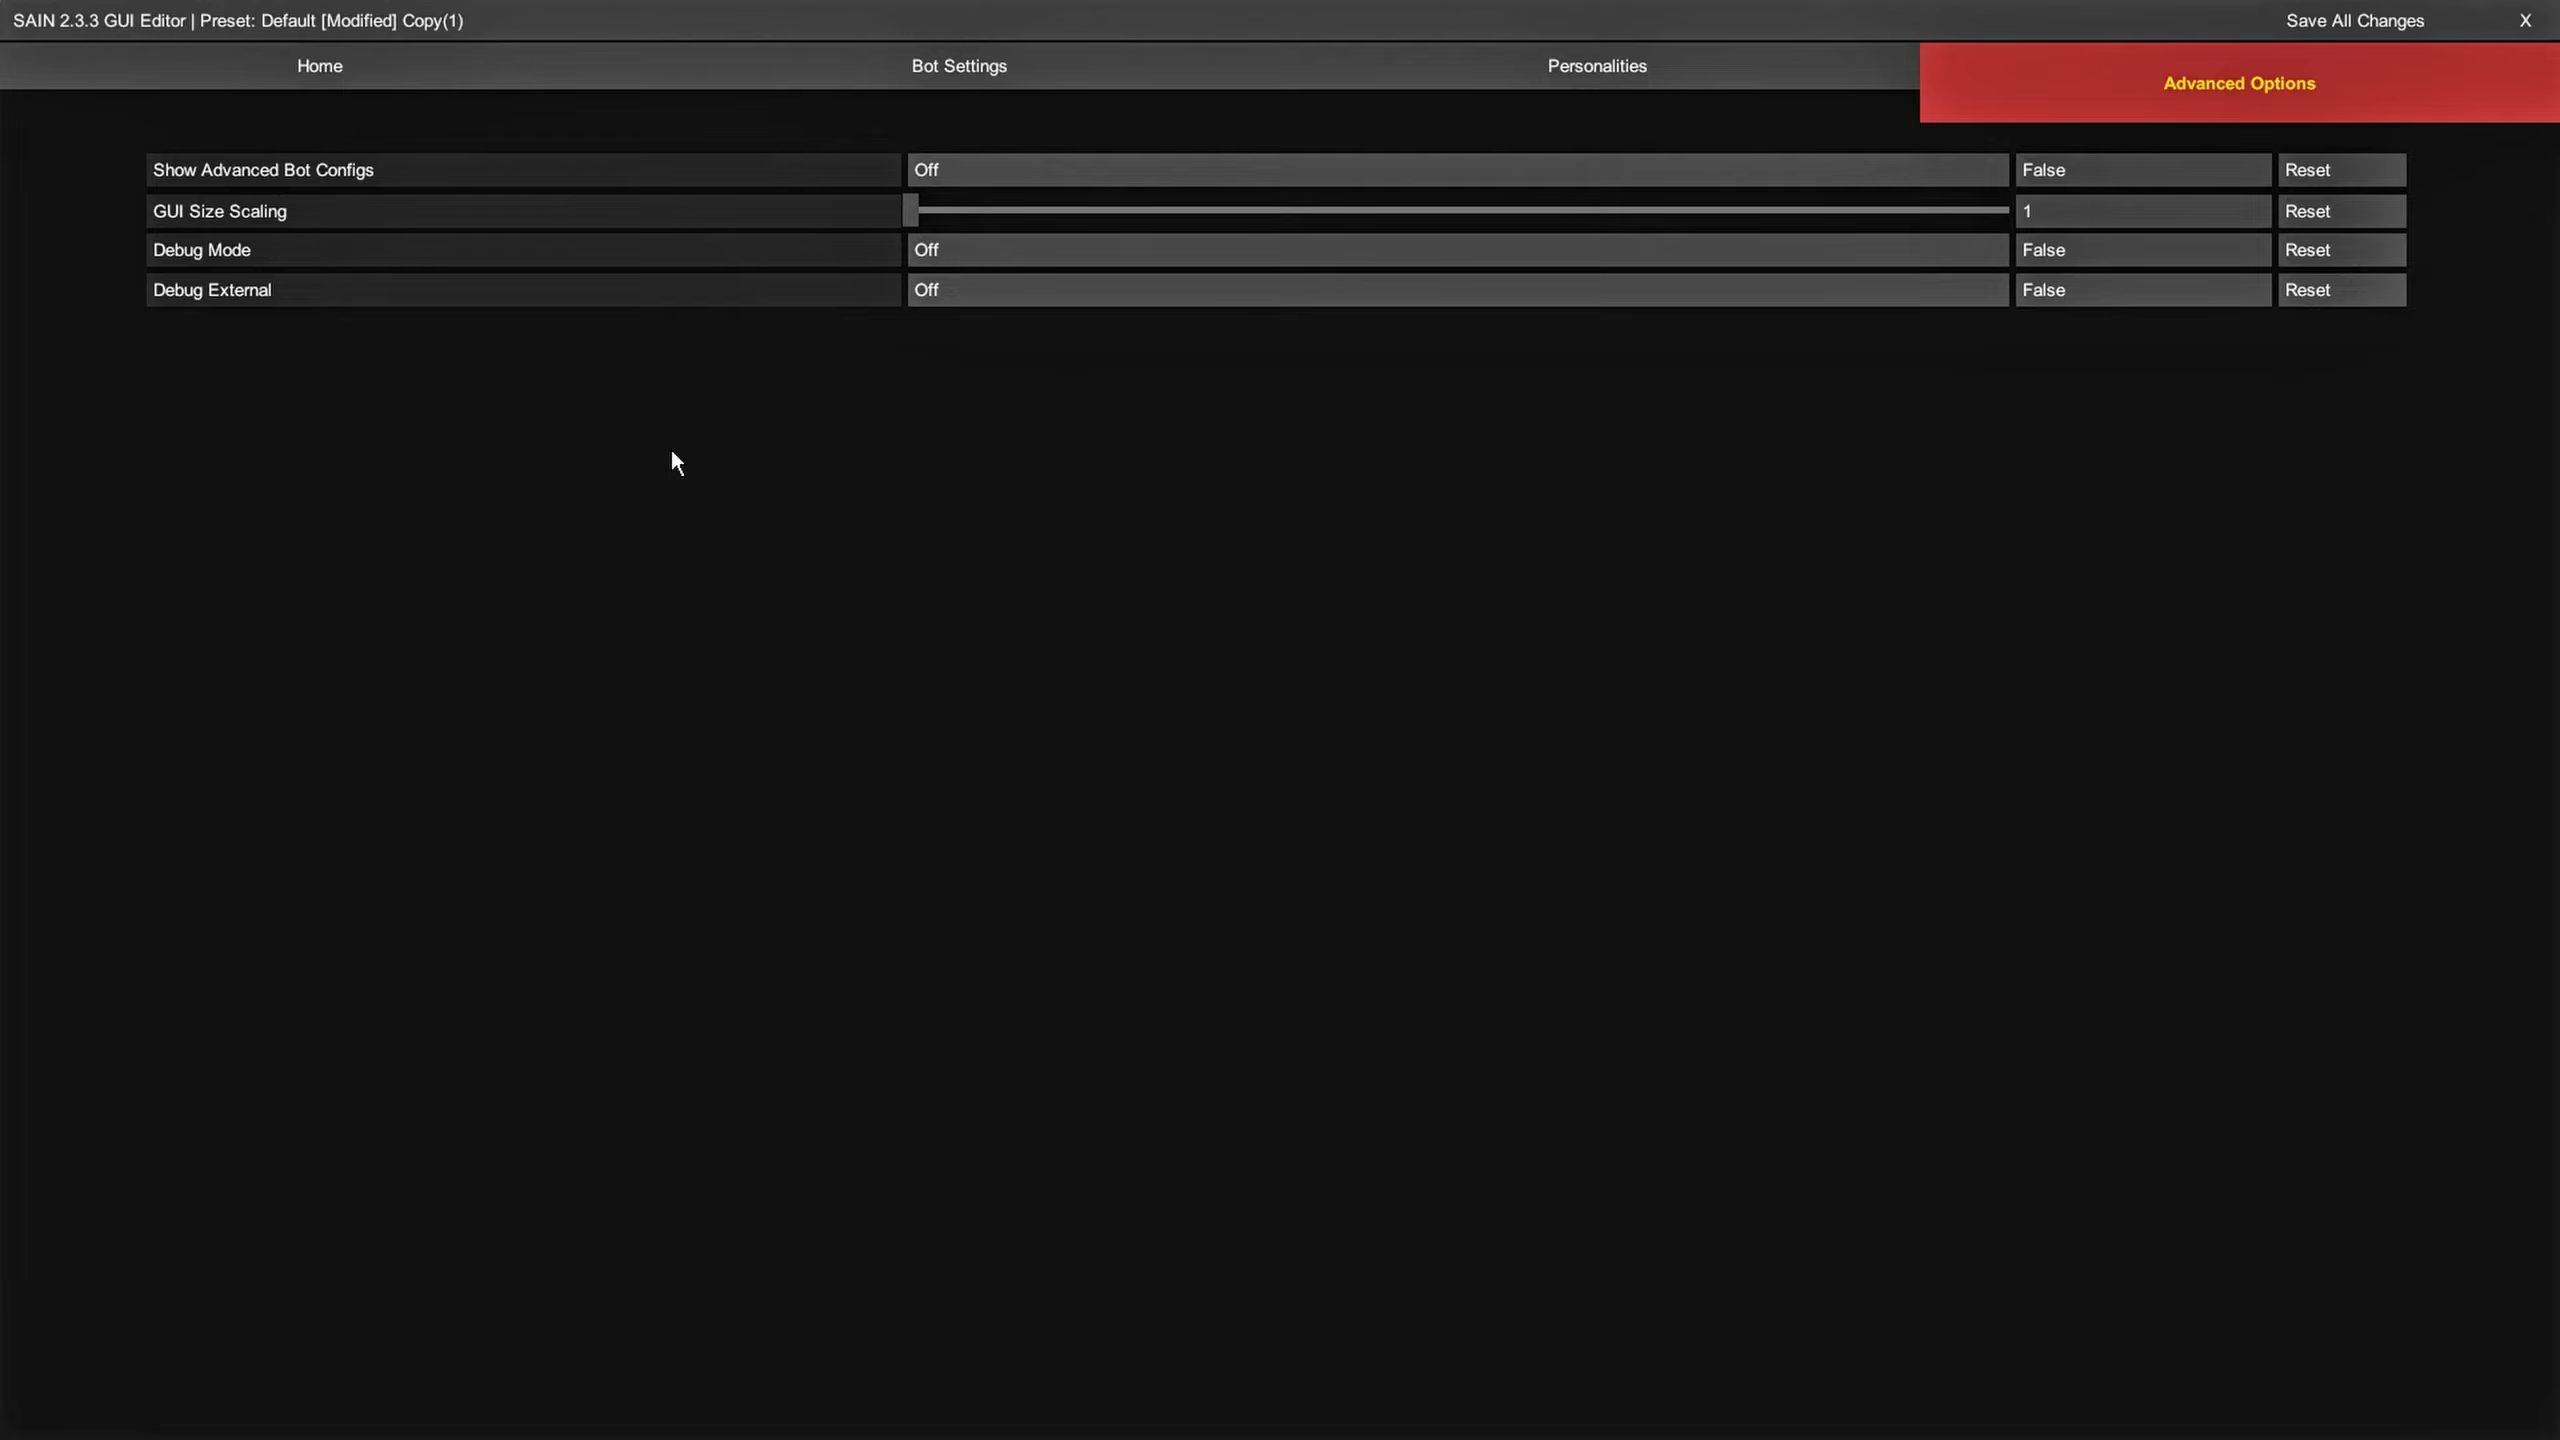 SAIN 2.3.3 GUI Editor | Preset: Default [Modified] Copy(1) Save All Changes X
Home Bot Settings Personalities Advanced Options
Show Advanced Bot Configs Off False Reset
GUI Size Scaling 1 Reset
Debug Mode Off False Reset
Debug External Off False Reset